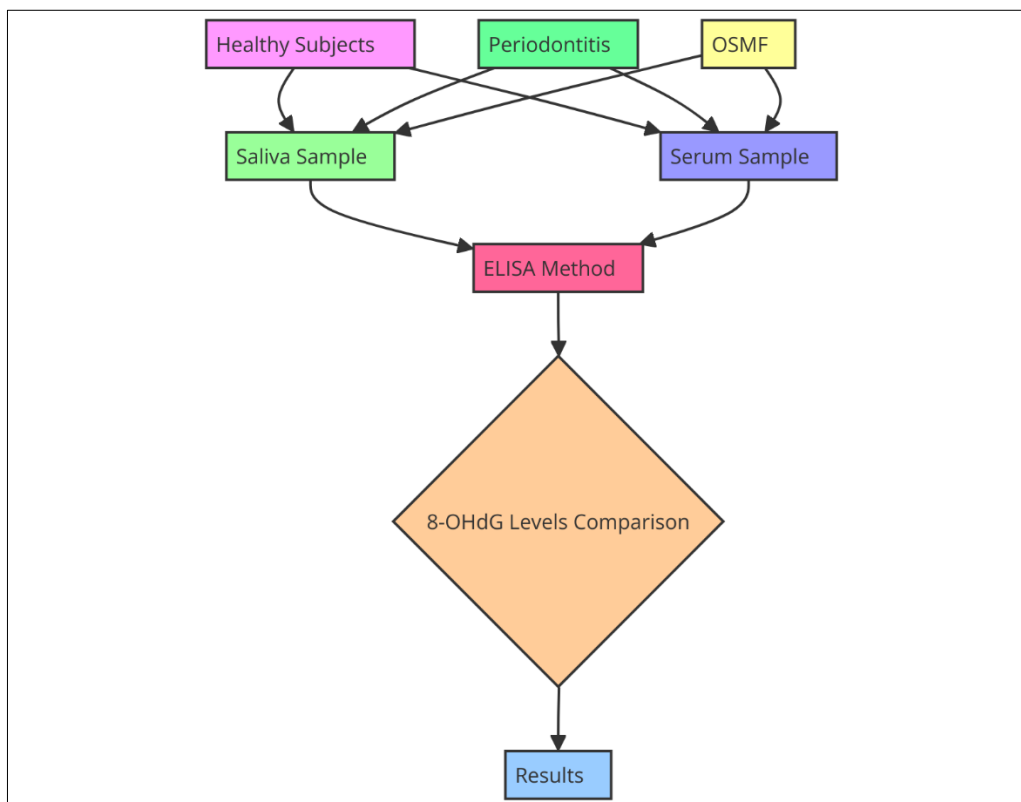 Healthy Subjects
Periodontitis
OSMF
Saliva Sample
Serum Sample
ELISA Method
8-OHdG Levels Comparison
Results